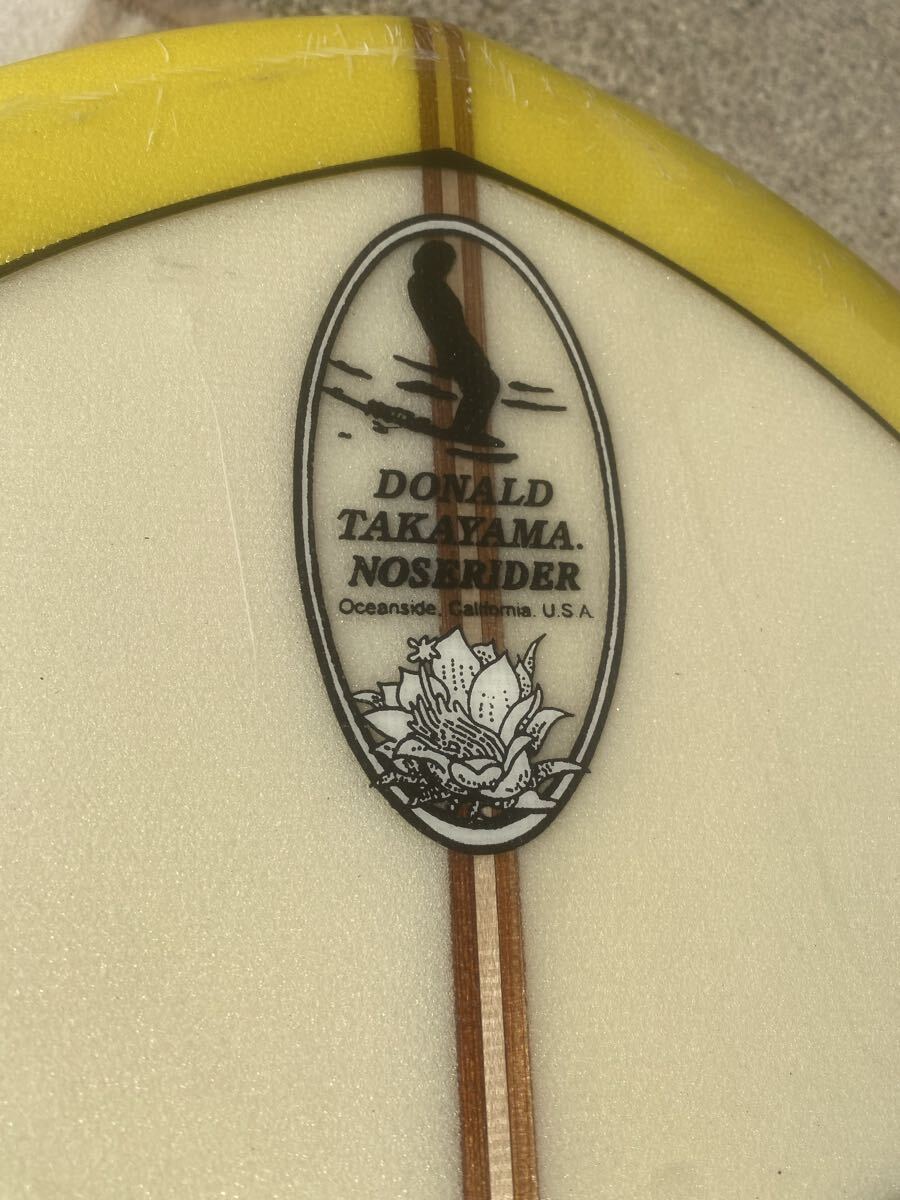 DONALD
TAKAYAMA.
NOSERIDER
Oceanside, California. U.S.A.